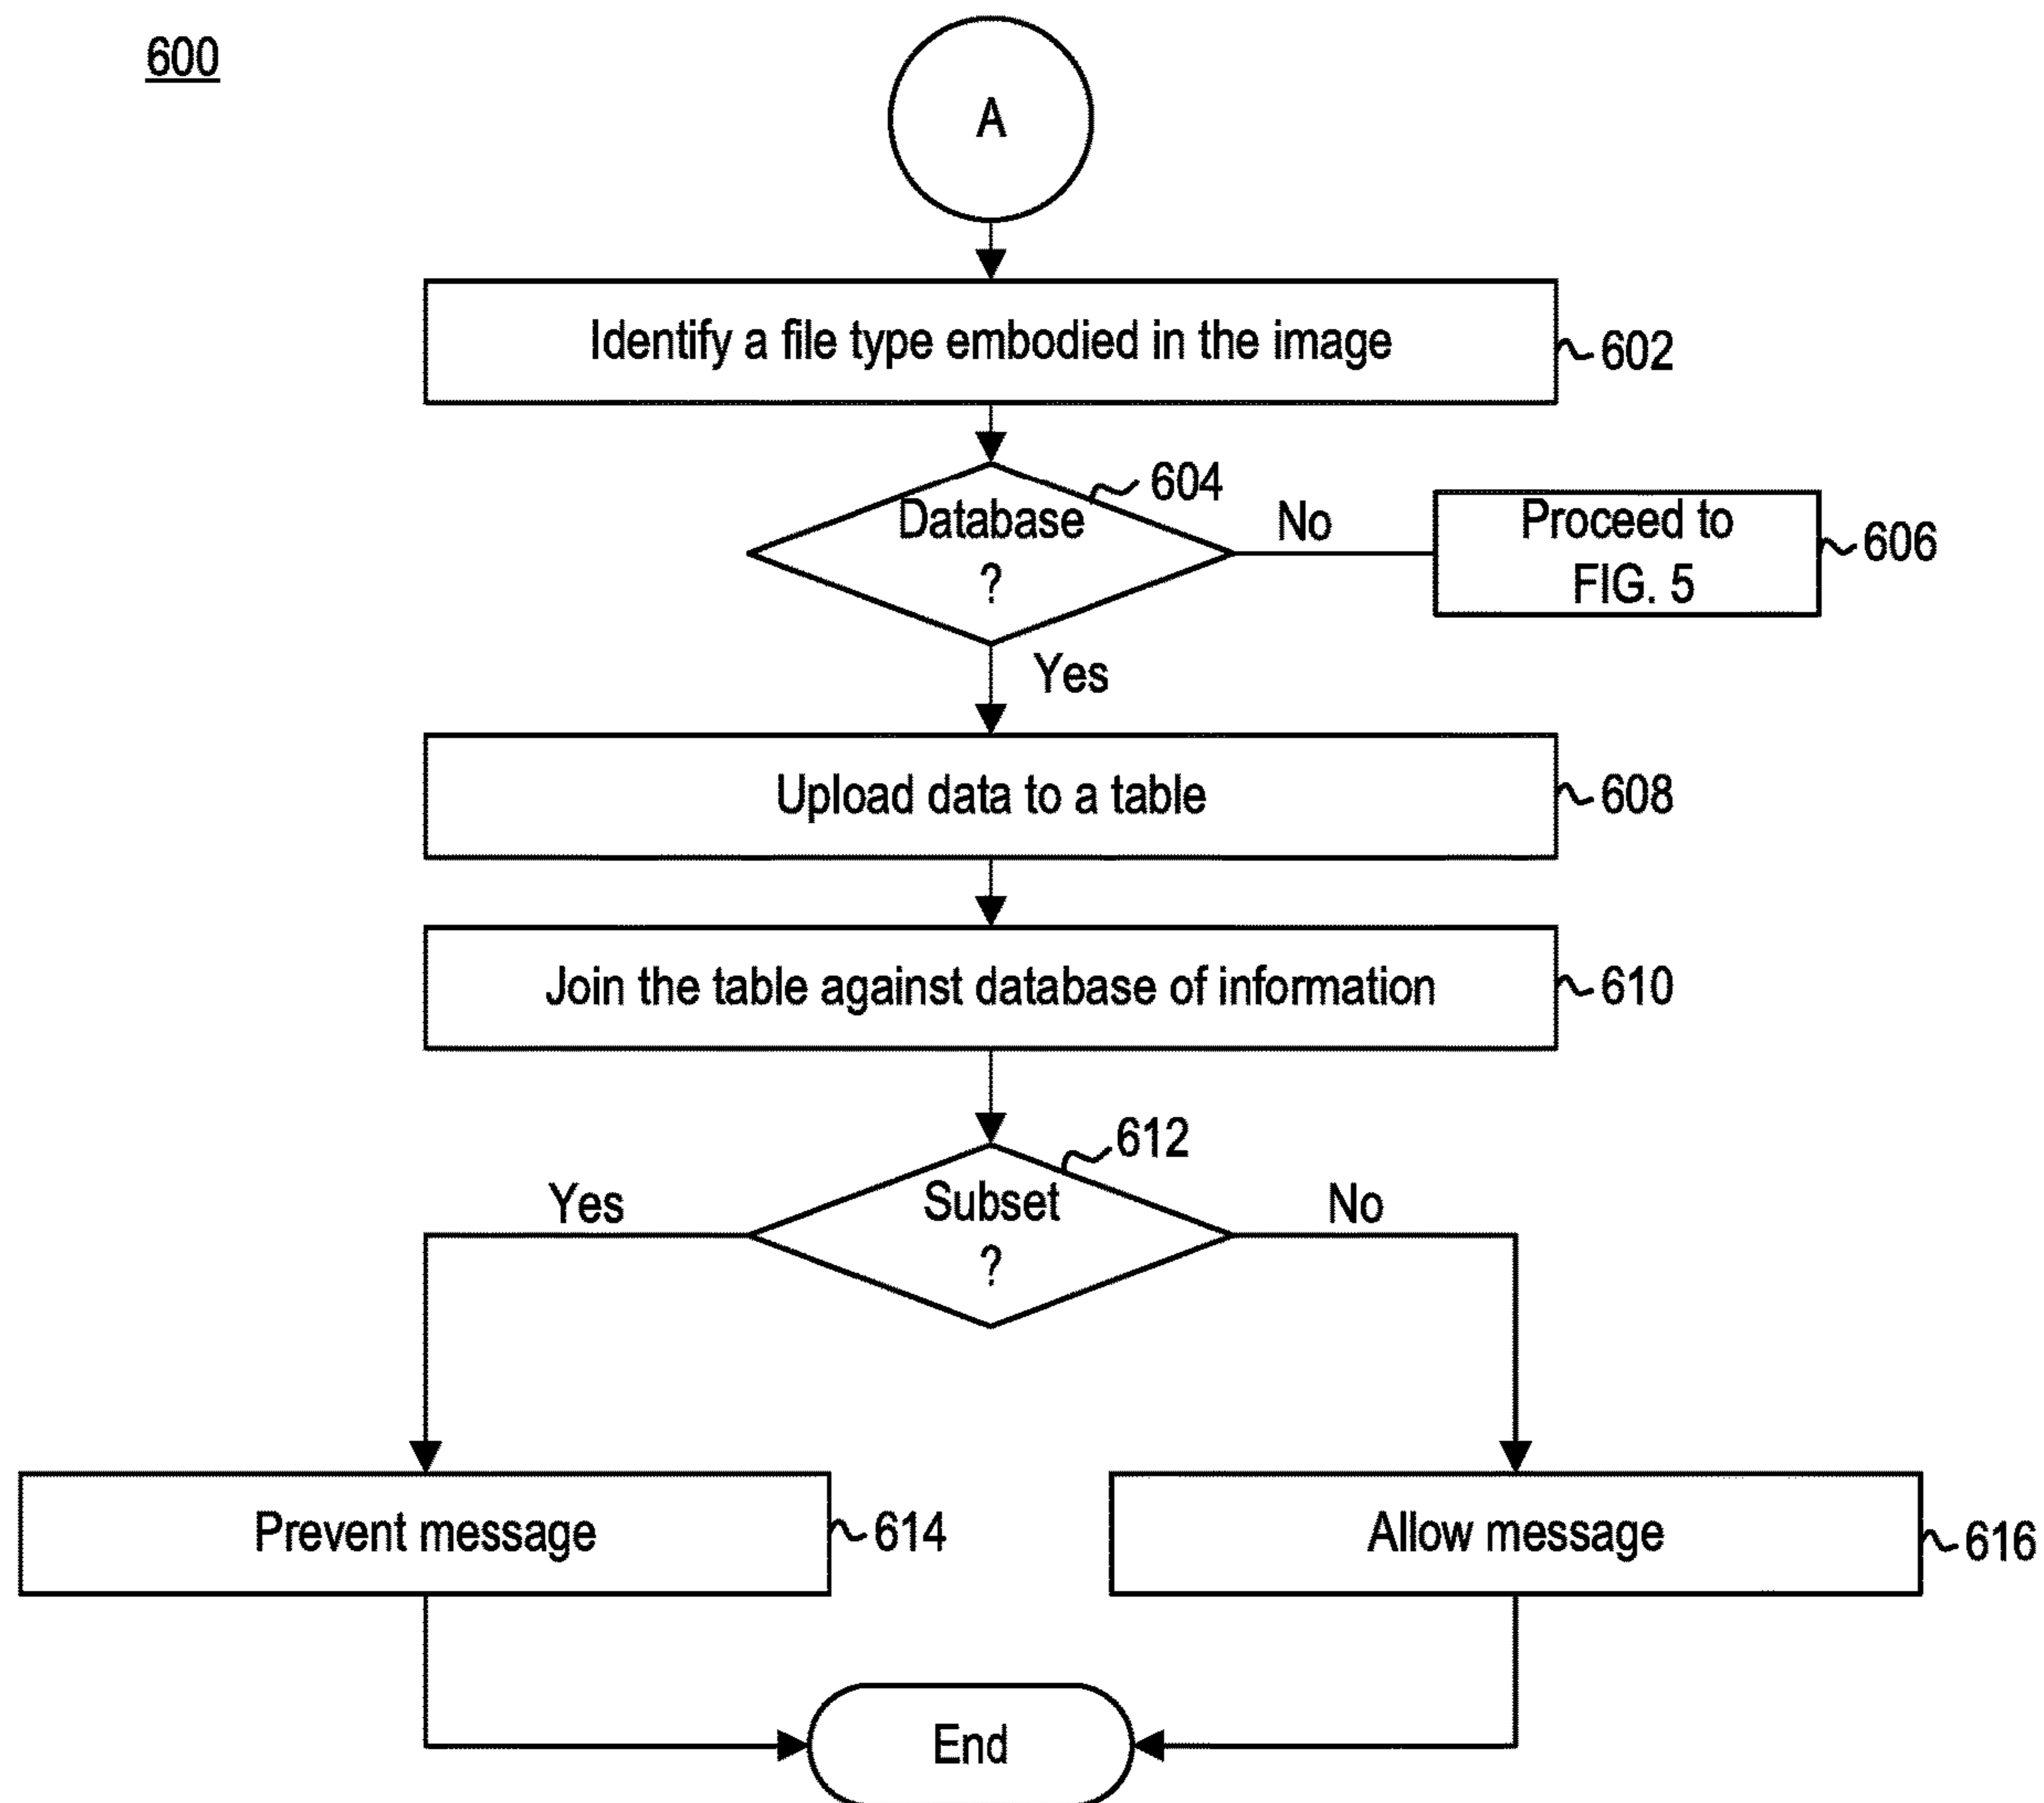 600
A
Identify a file type embodied in the image
602
604
Database
?
No
Proceed to
FIG. 5
606
Yes
Upload data to a table
608
Join the table against database of information
610
612
Subset
?
Yes
No
Prevent message
614
Allow message
616
End